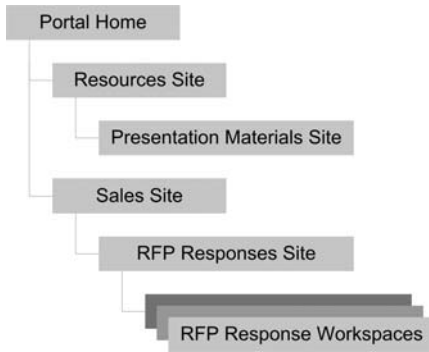 Portal Home
Resources Site
Presentation Materials Site
Sales Site
RFP Responses Site
RFP Response Workspaces